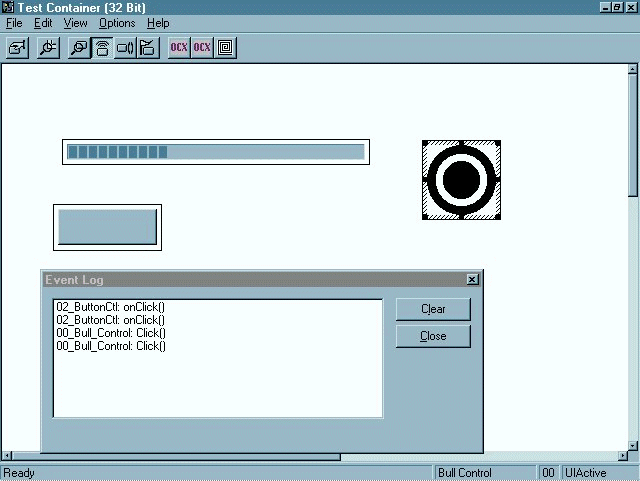 Test Container (32 Bit)
File Edit View Options Help
OCX OCX
Event Log
02_ButtonCtl: onClick()
02_ButtonCtl: onClick()
00_Bull_Control: Click()
00_Bull_Control: Click()
Clear
Close
Ready Bull Control 00 UIActive